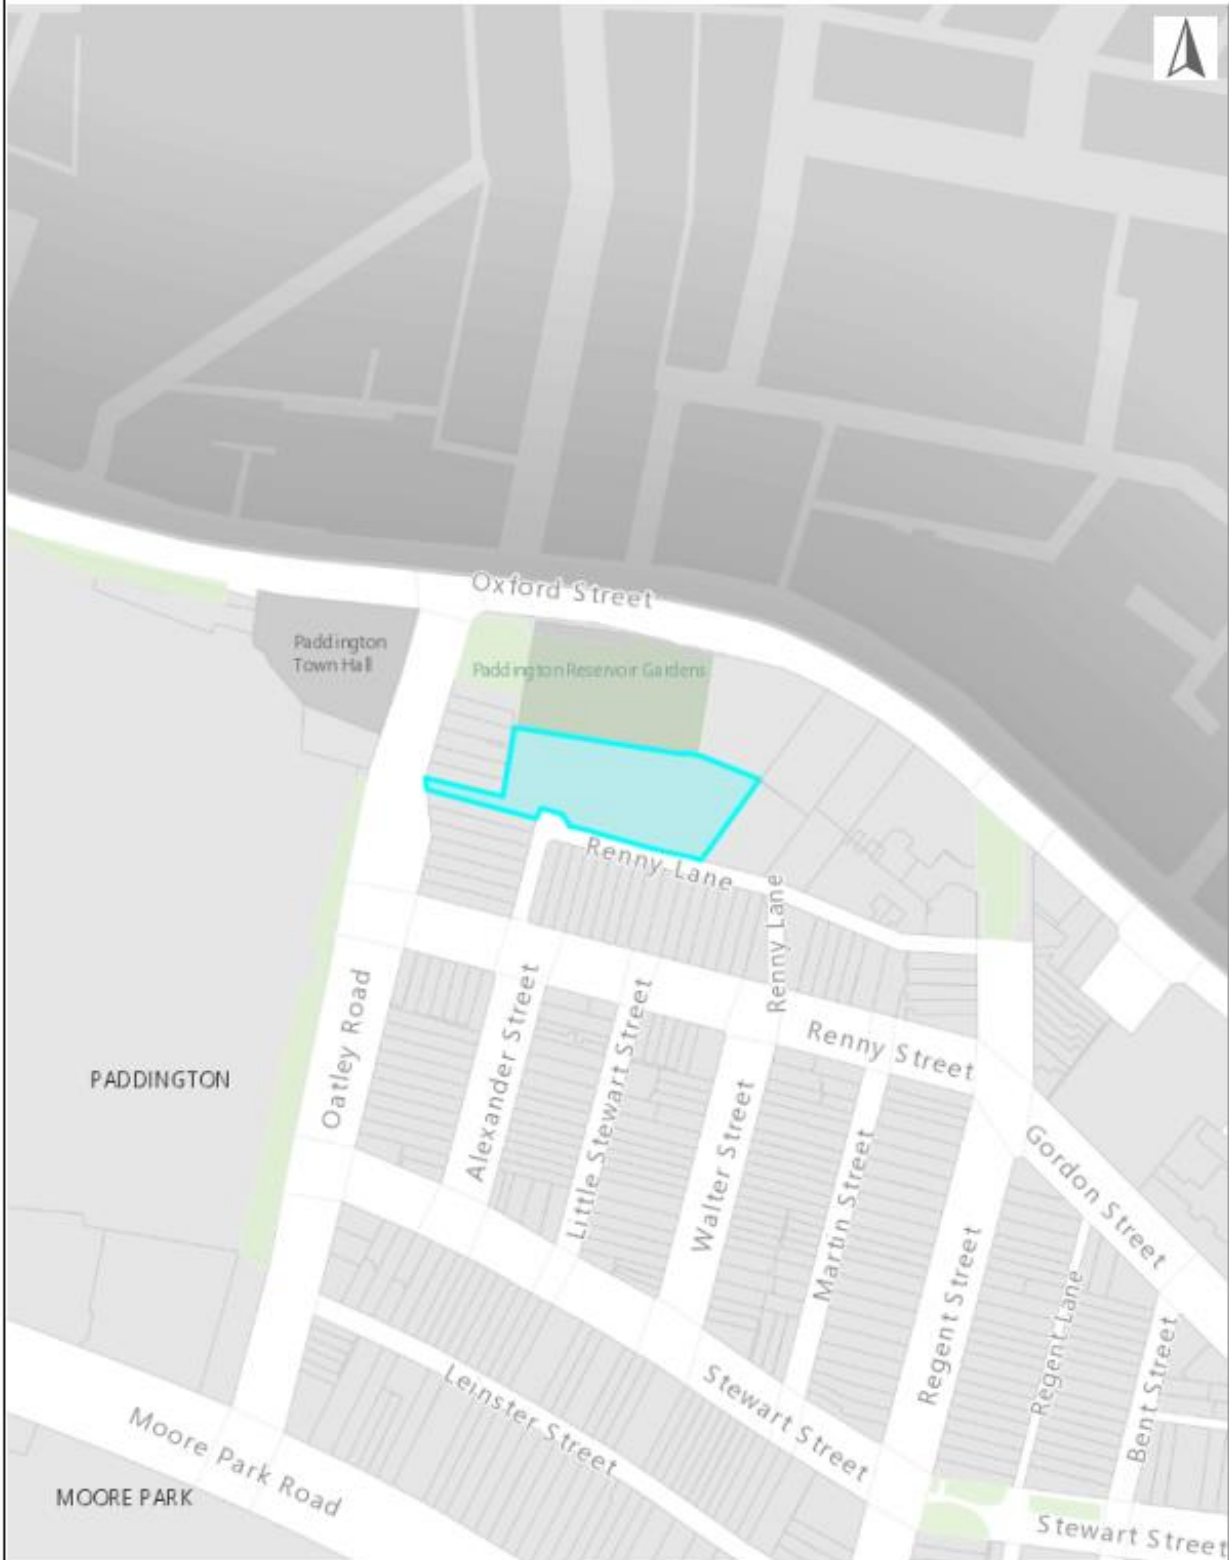 Oxford Street
Paddington
Town Hall
Paddington Reservoir Gardens
Renny Lane
Renny Lane
Oatley Road
Alexander Street
Little Stewart Street
Renny Street
PADDINGTON
Walter Street
Martin Street
Gordon Street
Regent Street
Regent Lane
Bent Street
Leinster Street
Stewart Street
Moore Park Road
MOORE PARK
Stewart Street